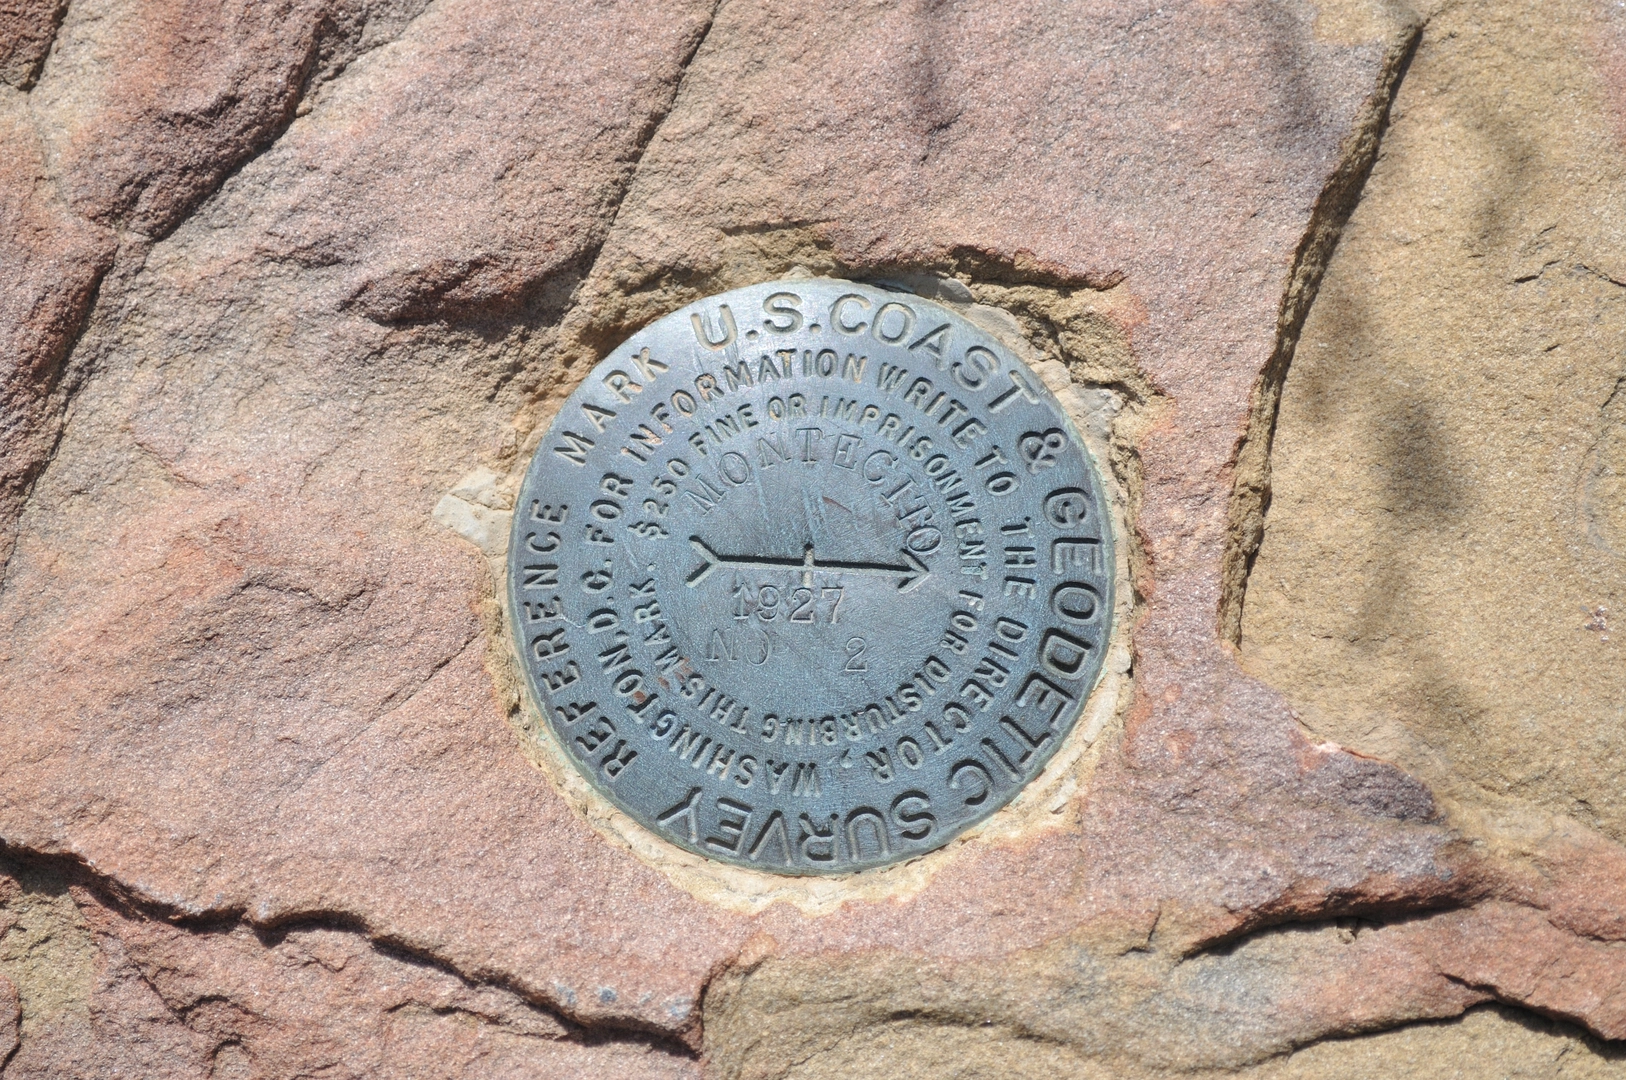 U.S. COAST & GEODETIC SURVEY
REFERENCE MARK
FOR INFORMATION WRITE TO THE DIRECTOR, WASHINGTON, D.C.
$250 FINE OR IMPRISONMENT FOR DISTURBING THIS MARK.
MONTECITO
1927
NO 2